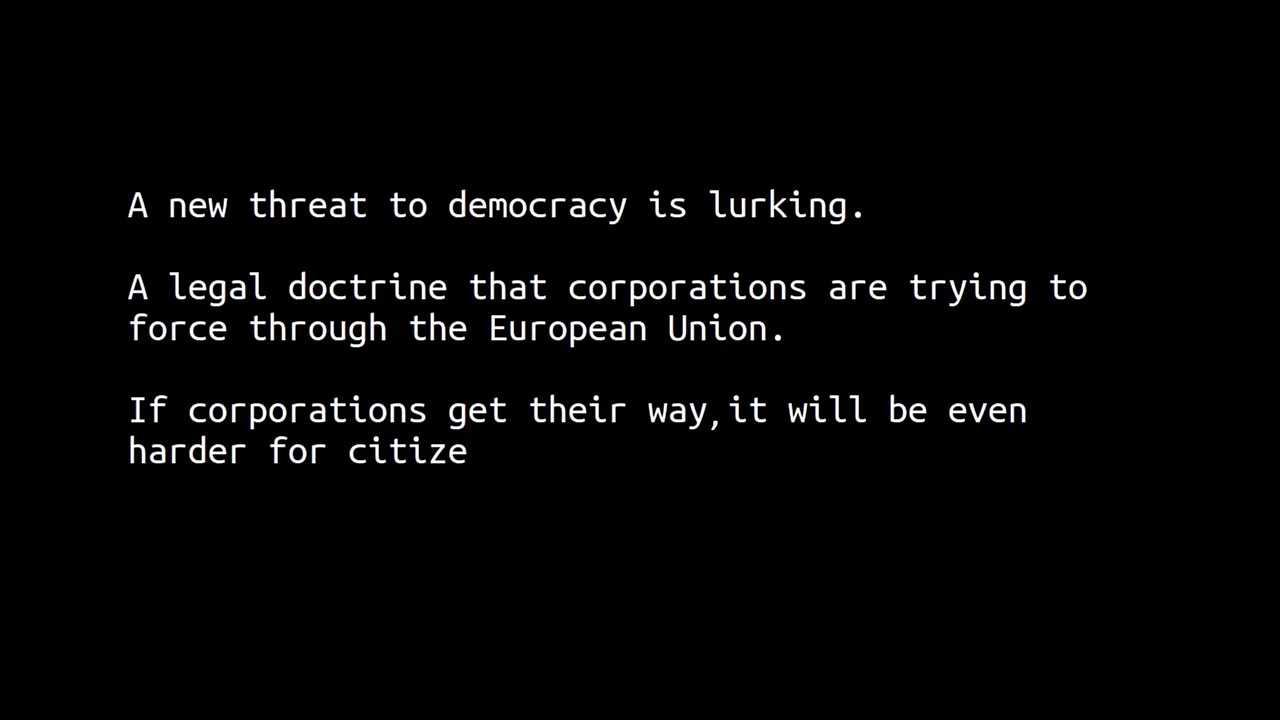 A new threat to democracy is lurking.
A legal doctrine that corporations are trying to
force through the European Union.
If corporations get their way,it will be even
harder for citize